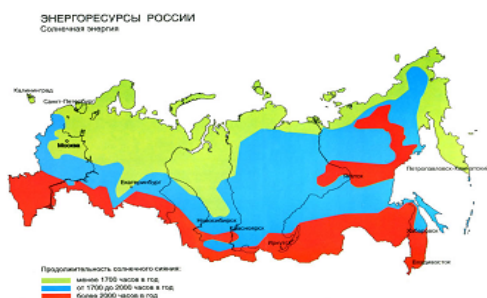 ЭНЕРГОРЕСУРСЫ РОССИИ
Солнечная энергия
Калининград
Санкт-Петербург
Москва
Екатеринбург
Новосибирск
Красноярск
Иркутск
Якутск
Петропавловск-Камчатский
Хабаровск
Владивосток
Продолжительность солнечного сияния:
менее 1700 часов в год
от 1700 до 2000 часов в год
более 2000 часов в год